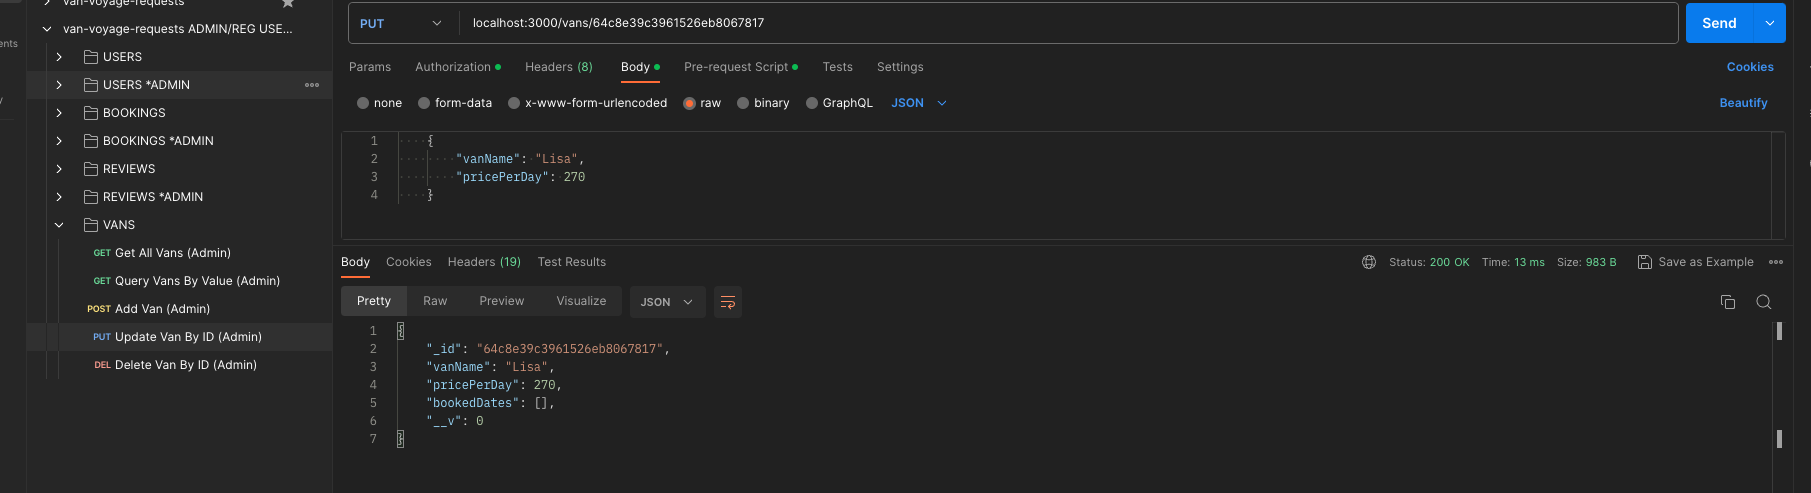 van-voyage-requests
van-voyage-requests ADMIN/REG USE...
ents
USERS
USERS *ADMIN
BOOKINGS
BOOKINGS *ADMIN
REVIEWS
REVIEWS *ADMIN
VANS
GET Get All Vans (Admin)
GET Query Vans By Value (Admin)
POST Add Van (Admin)
PUT Update Van By ID (Admin)
DEL Delete Van By ID (Admin)
PUT localhost:3000/vans/64c8e39c3961526eb8067817 Send
Params Authorization Headers (8) Body Pre-request Script Tests Settings Cookies
none form-data x-www-form-urlencoded raw binary GraphQL JSON Beautify
1 {
2 "vanName": "Lisa",
3 "pricePerDay": 270
4 }
Body Cookies Headers (19) Test Results Status: 200 OK Time: 13 ms Size: 983 B Save as Example
Pretty Raw Preview Visualize JSON
1 {
2 "_id": "64c8e39c3961526eb8067817",
3 "vanName": "Lisa",
4 "pricePerDay": 270,
5 "bookedDates": [],
6 "__v": 0
7 }